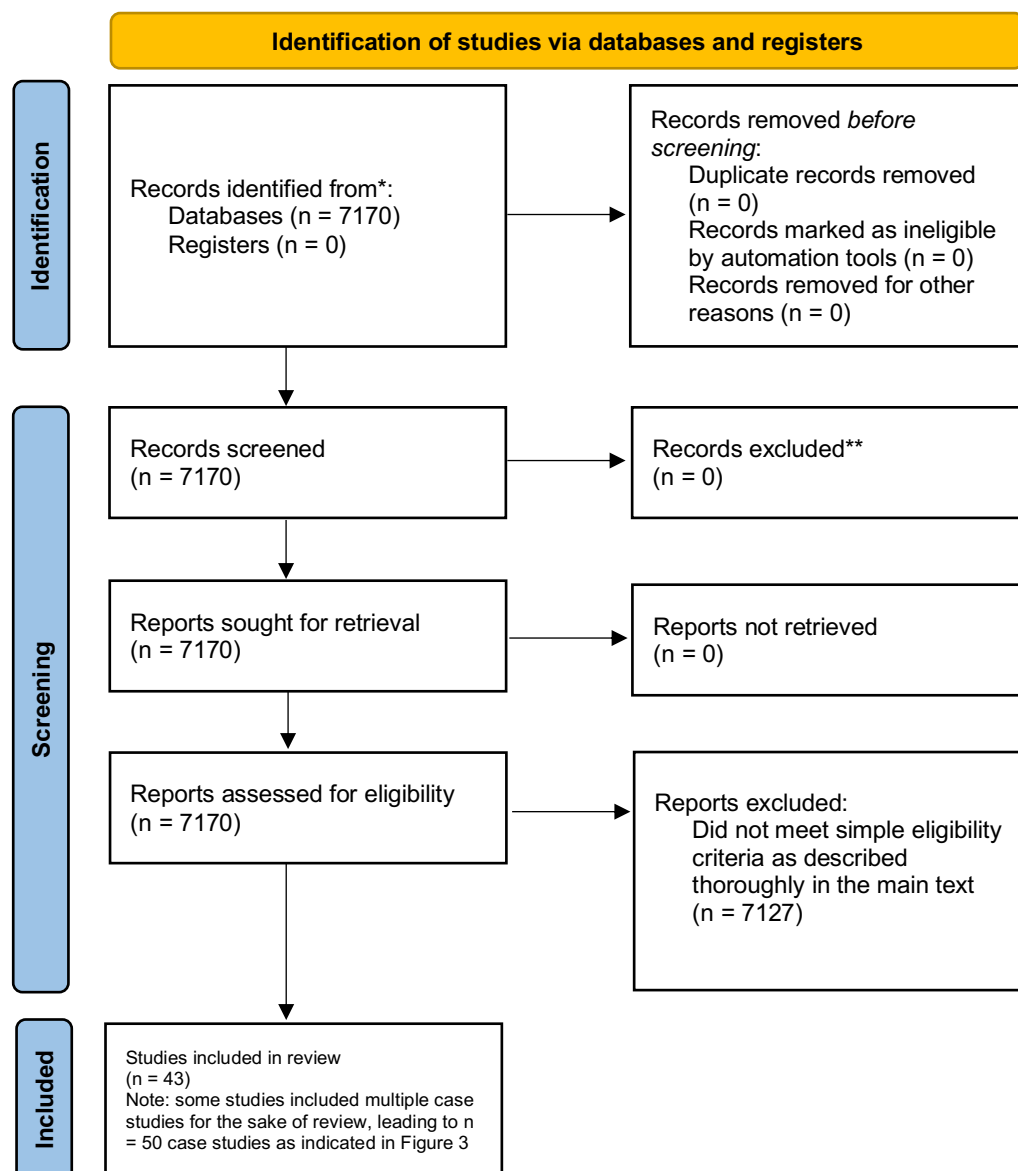 Identification of studies via databases and registers
Identification
Records identified from*:
Databases (n = 7170)
Registers (n = 0)
Records removed before
screening:
Duplicate records removed
(n = 0)
Records marked as ineligible
by automation tools (n = 0)
Records removed for other
reasons (n = 0)
Screening
Records screened
(n = 7170)
Records excluded**
(n = 0)
Reports sought for retrieval
(n = 7170)
Reports not retrieved
(n = 0)
Reports assessed for eligibility
(n = 7170)
Reports excluded:
Did not meet simple eligibility
criteria as described
thoroughly in the main text
(n = 7127)
Included
Studies included in review
(n = 43)
Note: some studies included multiple case
studies for the sake of review, leading to n
= 50 case studies as indicated in Figure 3